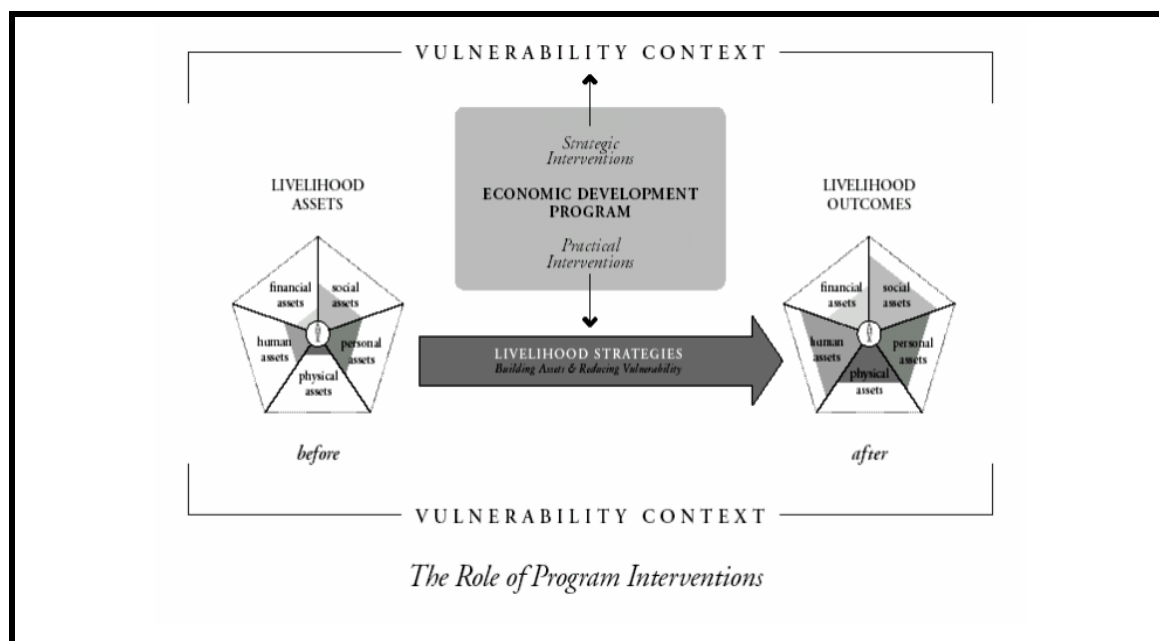 VULNERABILITY CONTEXT
Strategic
Interventions
ECONOMIC DEVELOPMENT
PROGRAM
Practical
Interventions
LIVELIHOOD
ASSETS
financial
assets
social
assets
human
assets
personal
assets
physical
assets
before
LIVELIHOOD STRATEGIES
Building Assets & Reducing Vulnerability
LIVELIHOOD
OUTCOMES
financial
assets
social
assets
human
assets
personal
assets
physical
assets
after
VULNERABILITY CONTEXT
The Role of Program Interventions